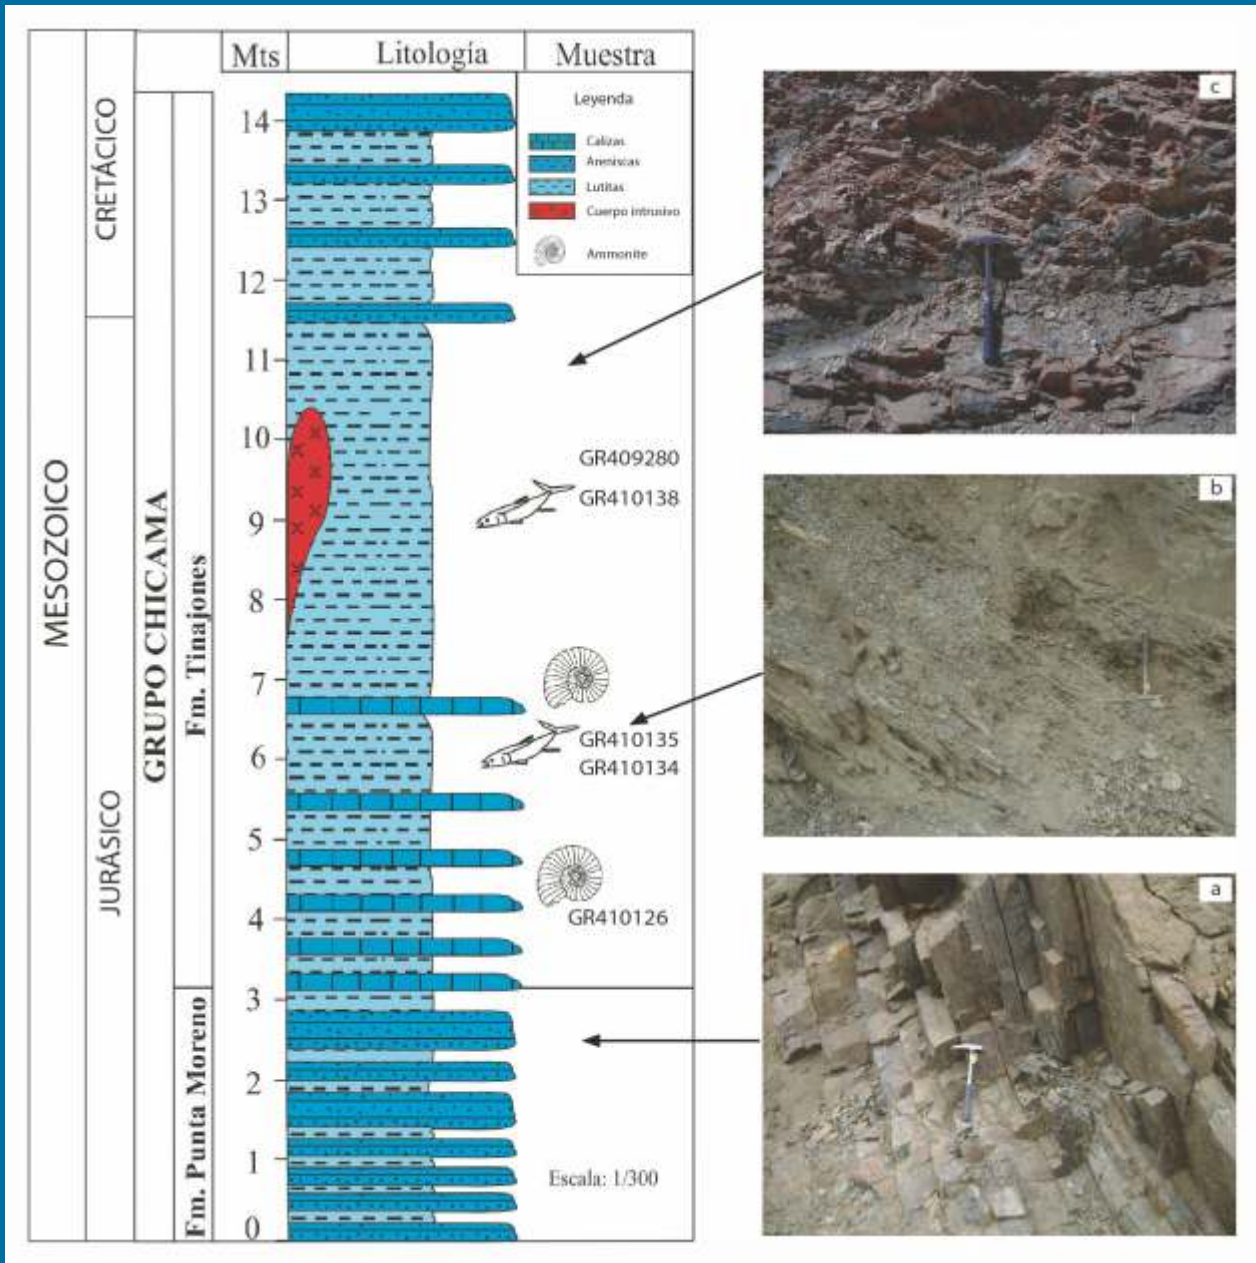 Mts
Litología
Muestra
Leyenda
Calizas
Areniscas
Lutitas
Cuerpo intrusivo
Ammonite
MESOZOICO
CRETÁCICO
JURÁSICO
GRUPO CHICAMA
Fm. Tinajones
Fm. Punta Moreno
14
13
12
11
10
9
8
7
6
5
4
3
2
1
0
GR409280
GR410138
GR410135
GR410134
GR410126
Escala: 1/300
c
b
a